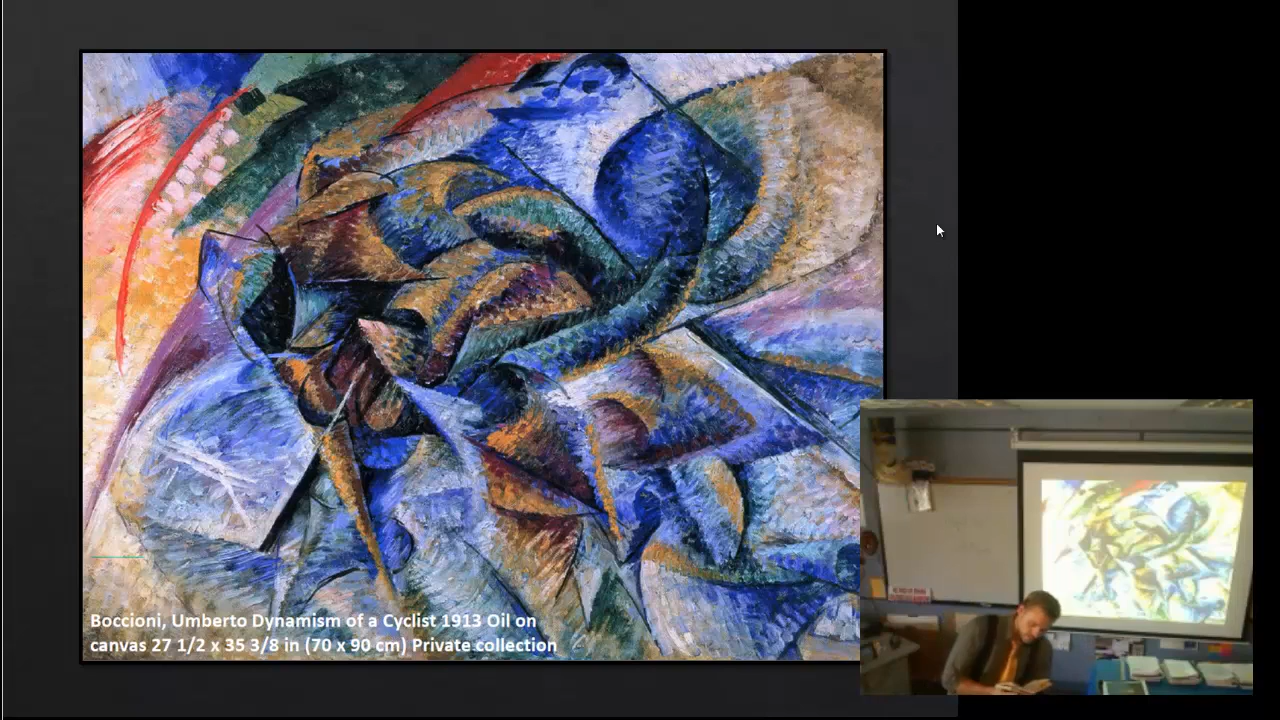 Boccioni, Umberto Dynamism of a Cyclist 1913 Oil on
canvas 27 1/2 x 35 3/8 in (70 x 90 cm) Private collection